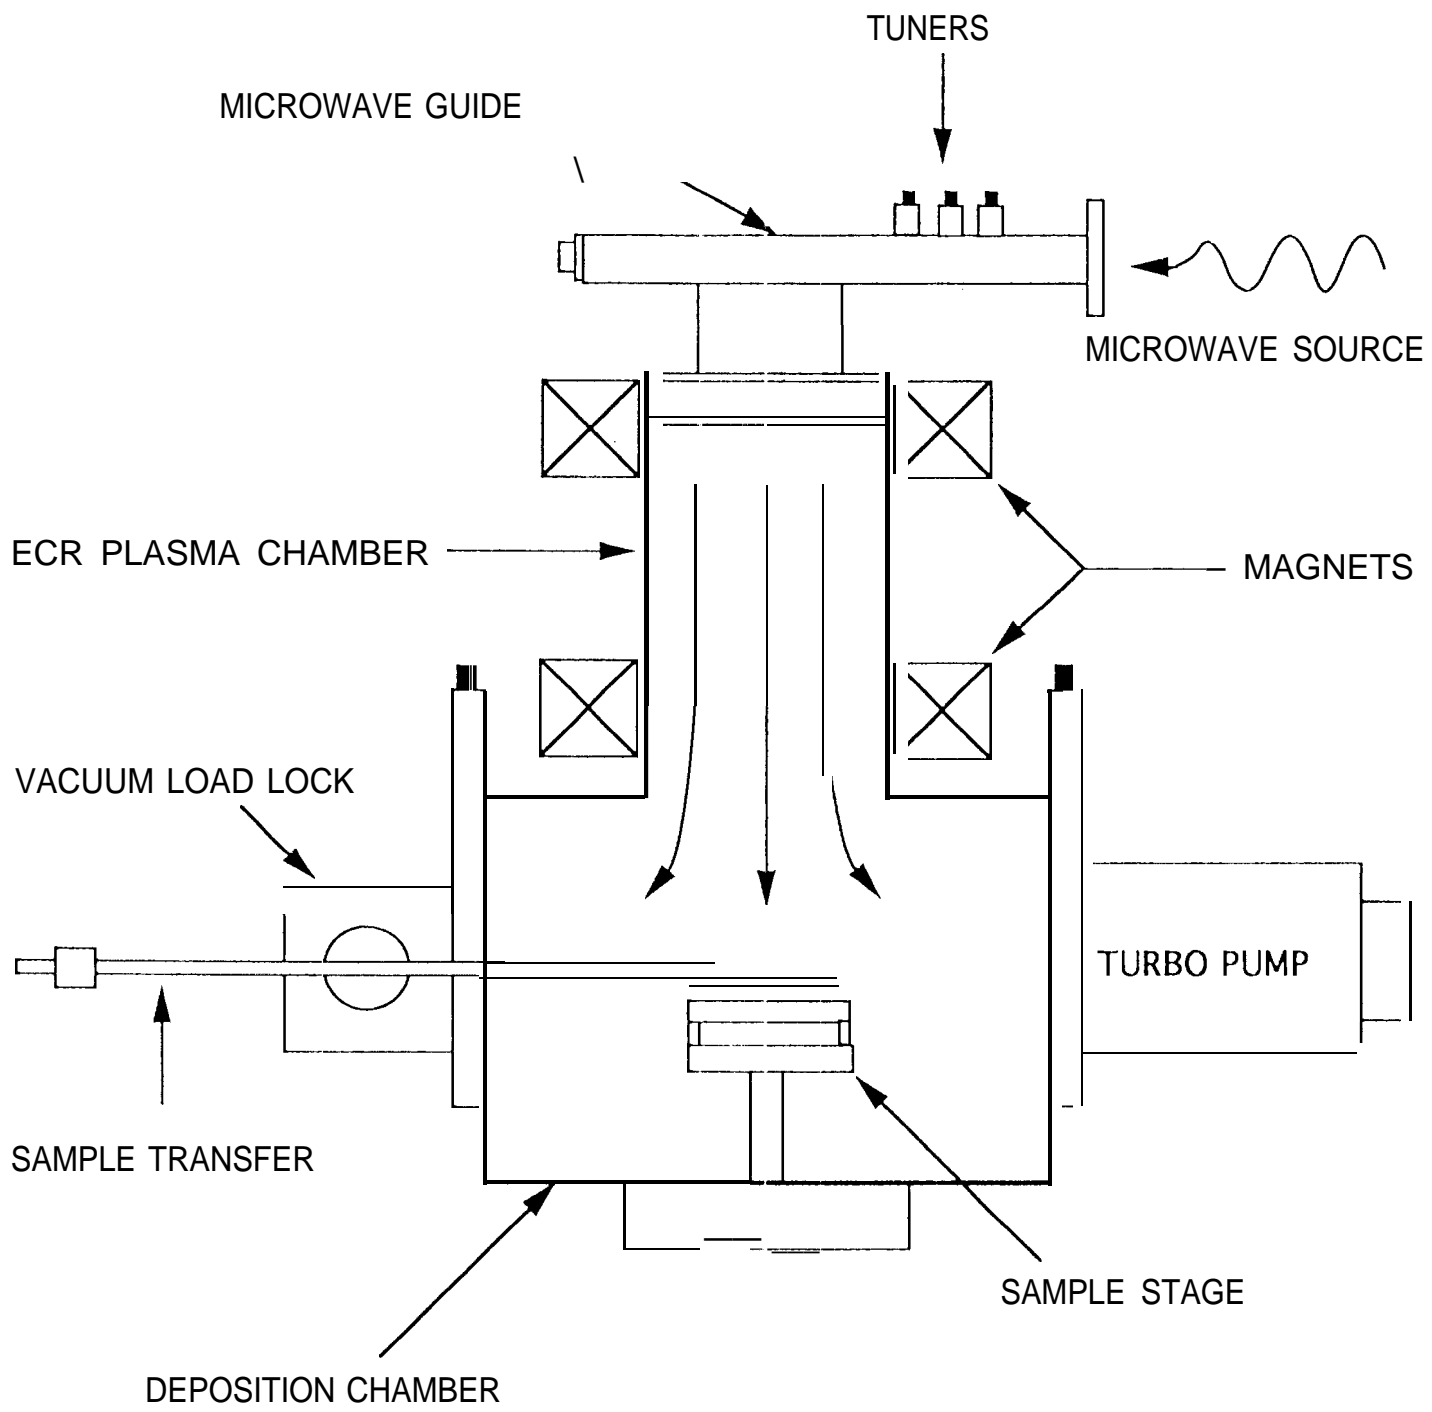 TUNERS
MICROWAVE GUIDE
MICROWAVE SOURCE
ECR PLASMA CHAMBER
MAGNETS
VACUUM LOAD LOCK
TURBO PUMP
SAMPLE TRANSFER
SAMPLE STAGE
DEPOSITION CHAMBER